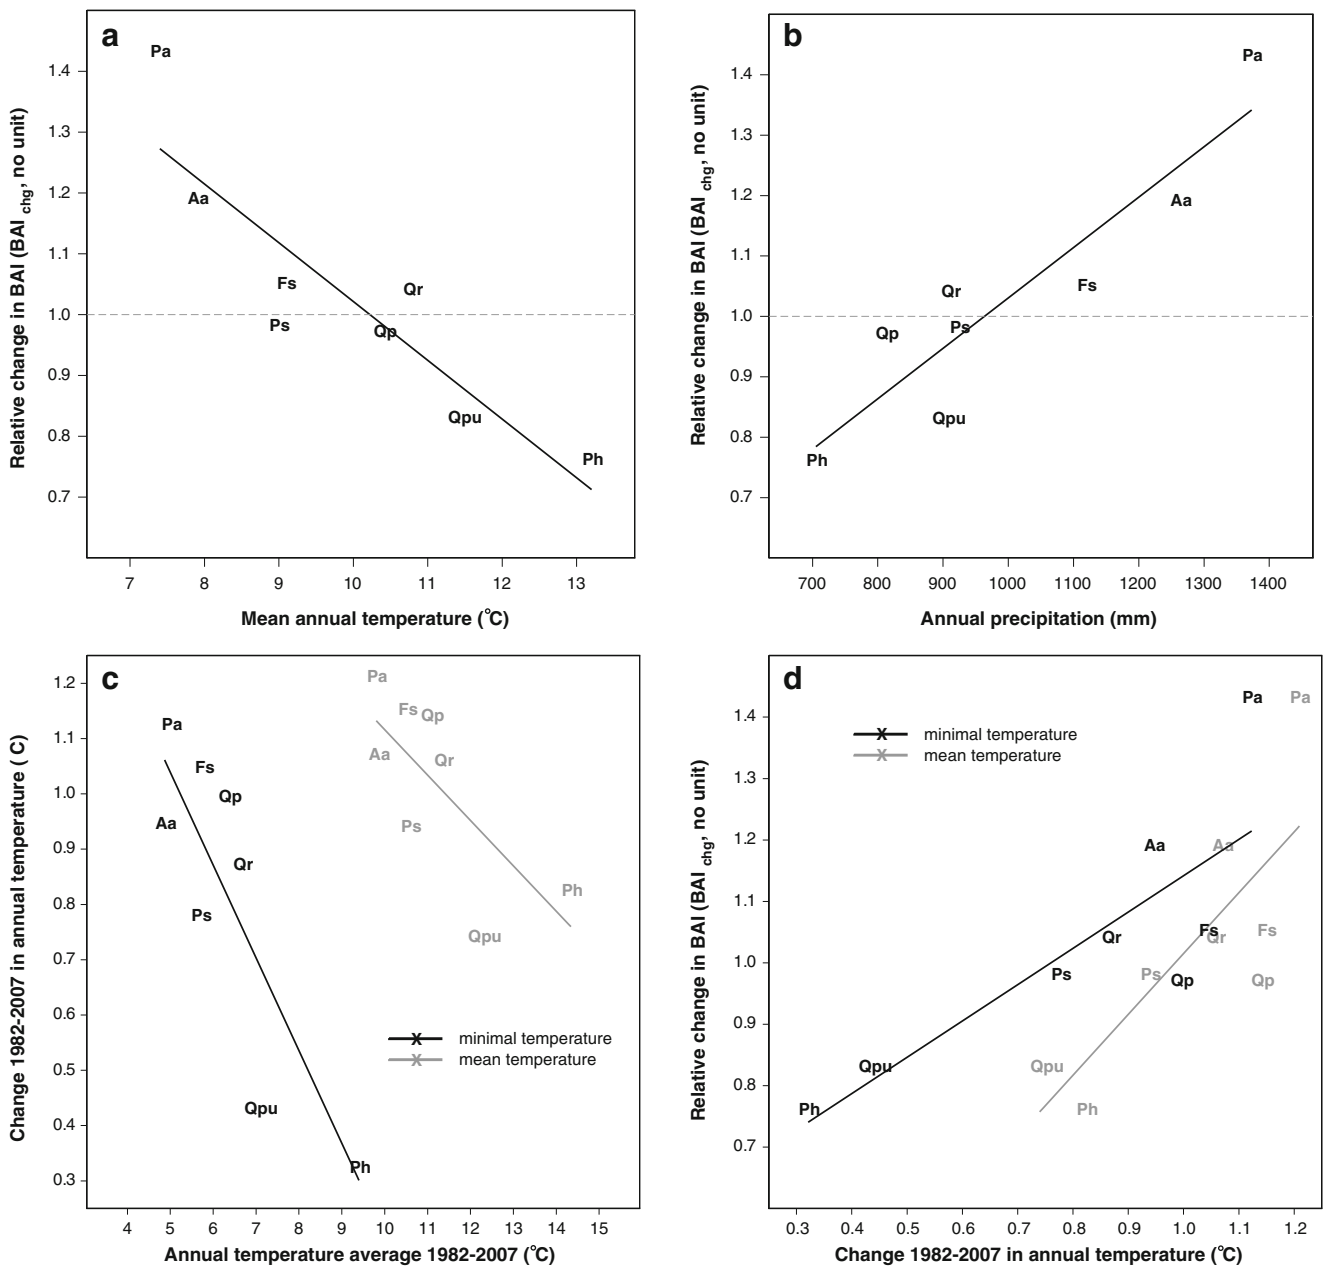 a
Pa
Aa
Fs
Ps
Qr
Qp
Qpu
Ph
1.4
1.3
1.2
1.1
1.0
0.9
0.8
0.7
7 8 9 10 11 12 13
Mean annual temperature (°C)
Relative change in BAI (BAI chg, no unit)
b
Pa
Aa
Fs
Qr
Ps
Qp
Qpu
Ph
1.4
1.3
1.2
1.1
1.0
0.9
0.8
0.7
700 800 900 1000 1100 1200 1300 1400
Annual precipitation (mm)
Relative change in BAI (BAI chg, no unit)
c
Pa
Fs
Qp
Aa
Qr
Ps
Qpu
Ph
Pa
Fs
Qp
Aa
Qr
Ps
Ph
Qpu
X minimal temperature
X mean temperature
1.2
1.1
1.0
0.9
0.8
0.7
0.6
0.5
0.4
0.3
4 5 6 7 8 9 10 11 12 13 14 15
Annual temperature average 1982-2007 (°C)
Change 1982-2007 in annual temperature ( C)
d
Pa Pa
X minimal temperature
X mean temperature
Aa Aa
Qr Fs Qr Fs
Ps Ps Qp Qp
Qpu Qpu
Ph Ph
1.4
1.3
1.2
1.1
1.0
0.9
0.8
0.7
0.3 0.4 0.5 0.6 0.7 0.8 0.9 1.0 1.1 1.2
Change 1982-2007 in annual temperature (°C)
Relative change in BAI (BAI chg, no unit)